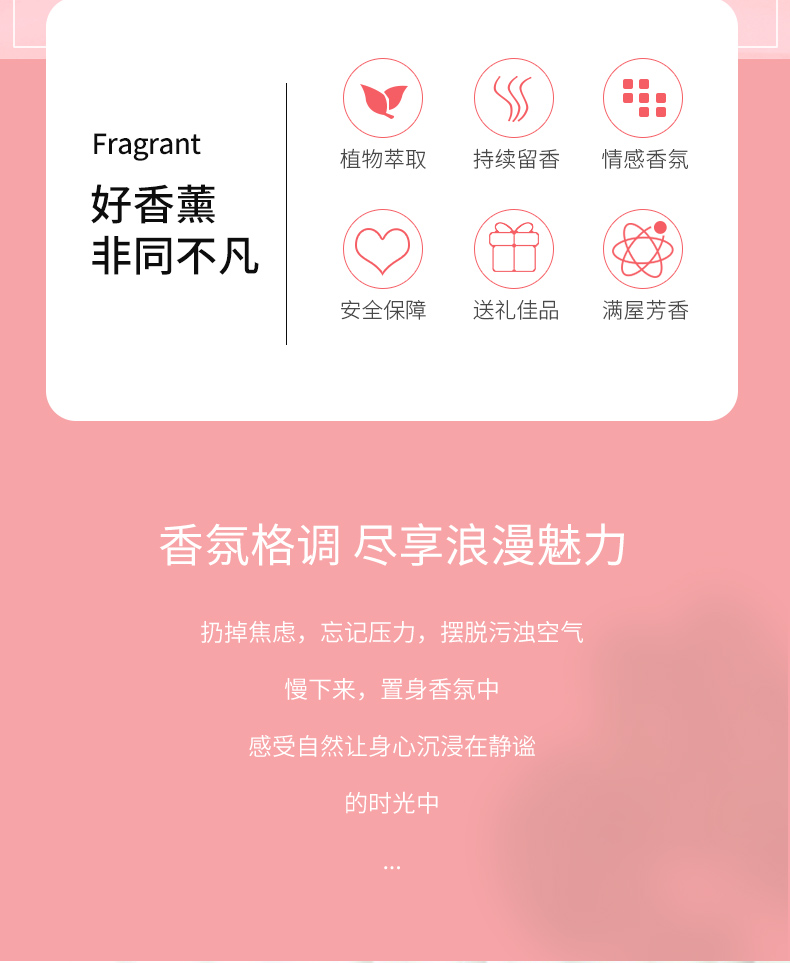 Fragrant
好香薰
非同不凡
植物萃取
持续留香
情感香氛
安全保障
送礼佳品
满屋芳香
香氛格调 尽享浪漫魅力
扔掉焦虑，忘记压力，摆脱污浊空气
慢下来，置身香氛中
感受自然让身心沉浸在静谧
的时光中
...